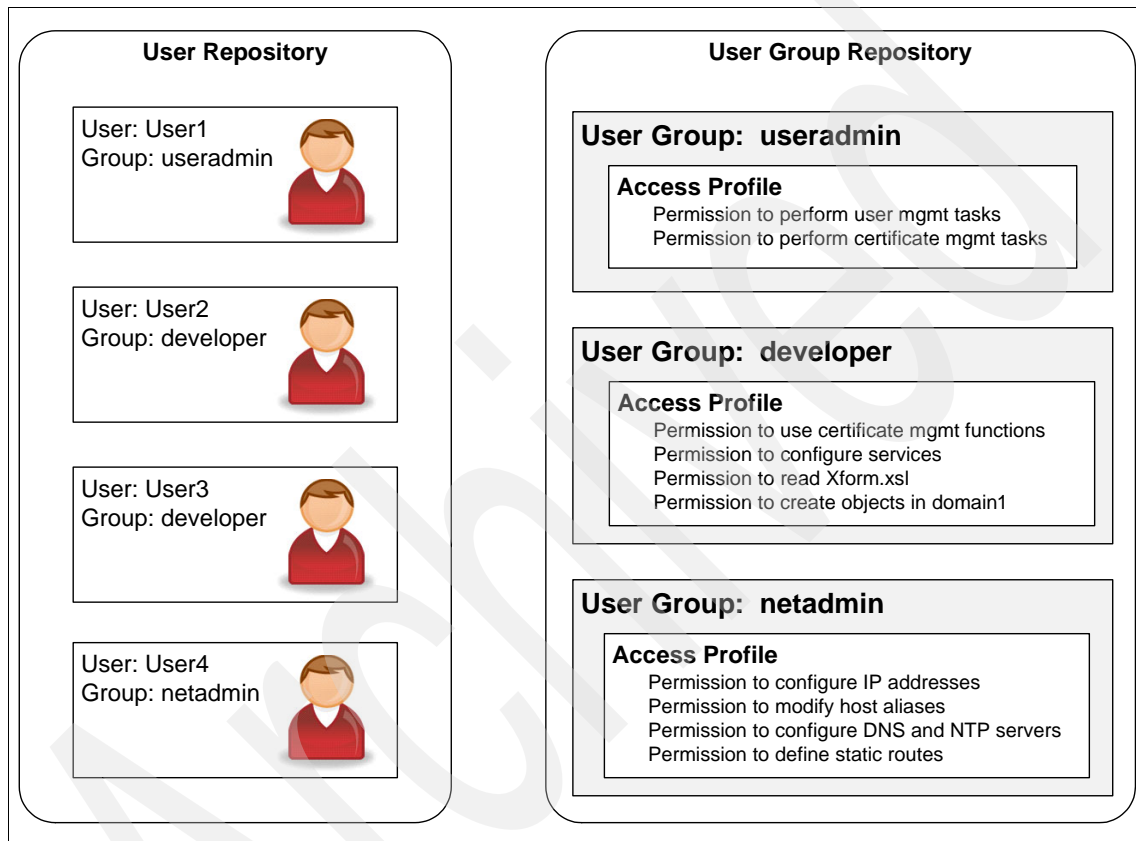 User Repository
User: User1
Group: useradmin
User: User2
Group: developer
User: User3
Group: developer
User: User4
Group: netadmin
User Group Repository
User Group: useradmin
Access Profile
Permission to perform user mgmt tasks
Permission to perform certificate mgmt tasks
User Group: developer
Access Profile
Permission to use certificate mgmt functions
Permission to configure services
Permission to read Xform.xsl
Permission to create objects in domain1
User Group: netadmin
Access Profile
Permission to configure IP addresses
Permission to modify host aliases
Permission to configure DNS and NTP servers
Permission to define static routes
Archived